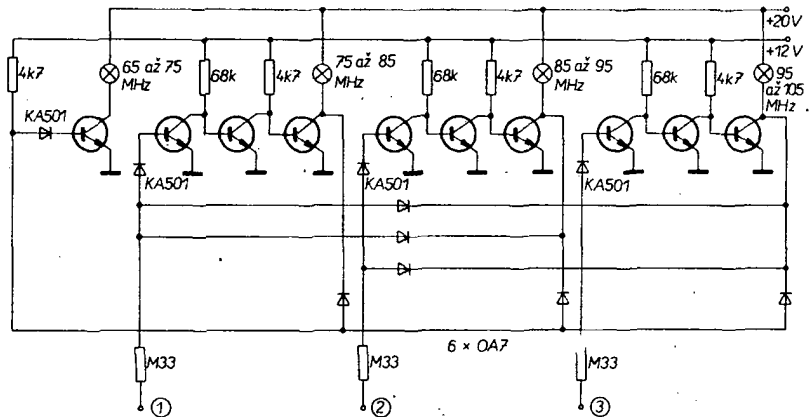 +20V
+12V
4k7
65 až 75
MHz
68k
4k7
75 až 85
MHz
68k
4k7
85 až 95
MHz
68k
4k7
95
až 105
MHz
KA501
KA501
KA501
KA501
6 × OA7
M33
M33
M33
1
2
3